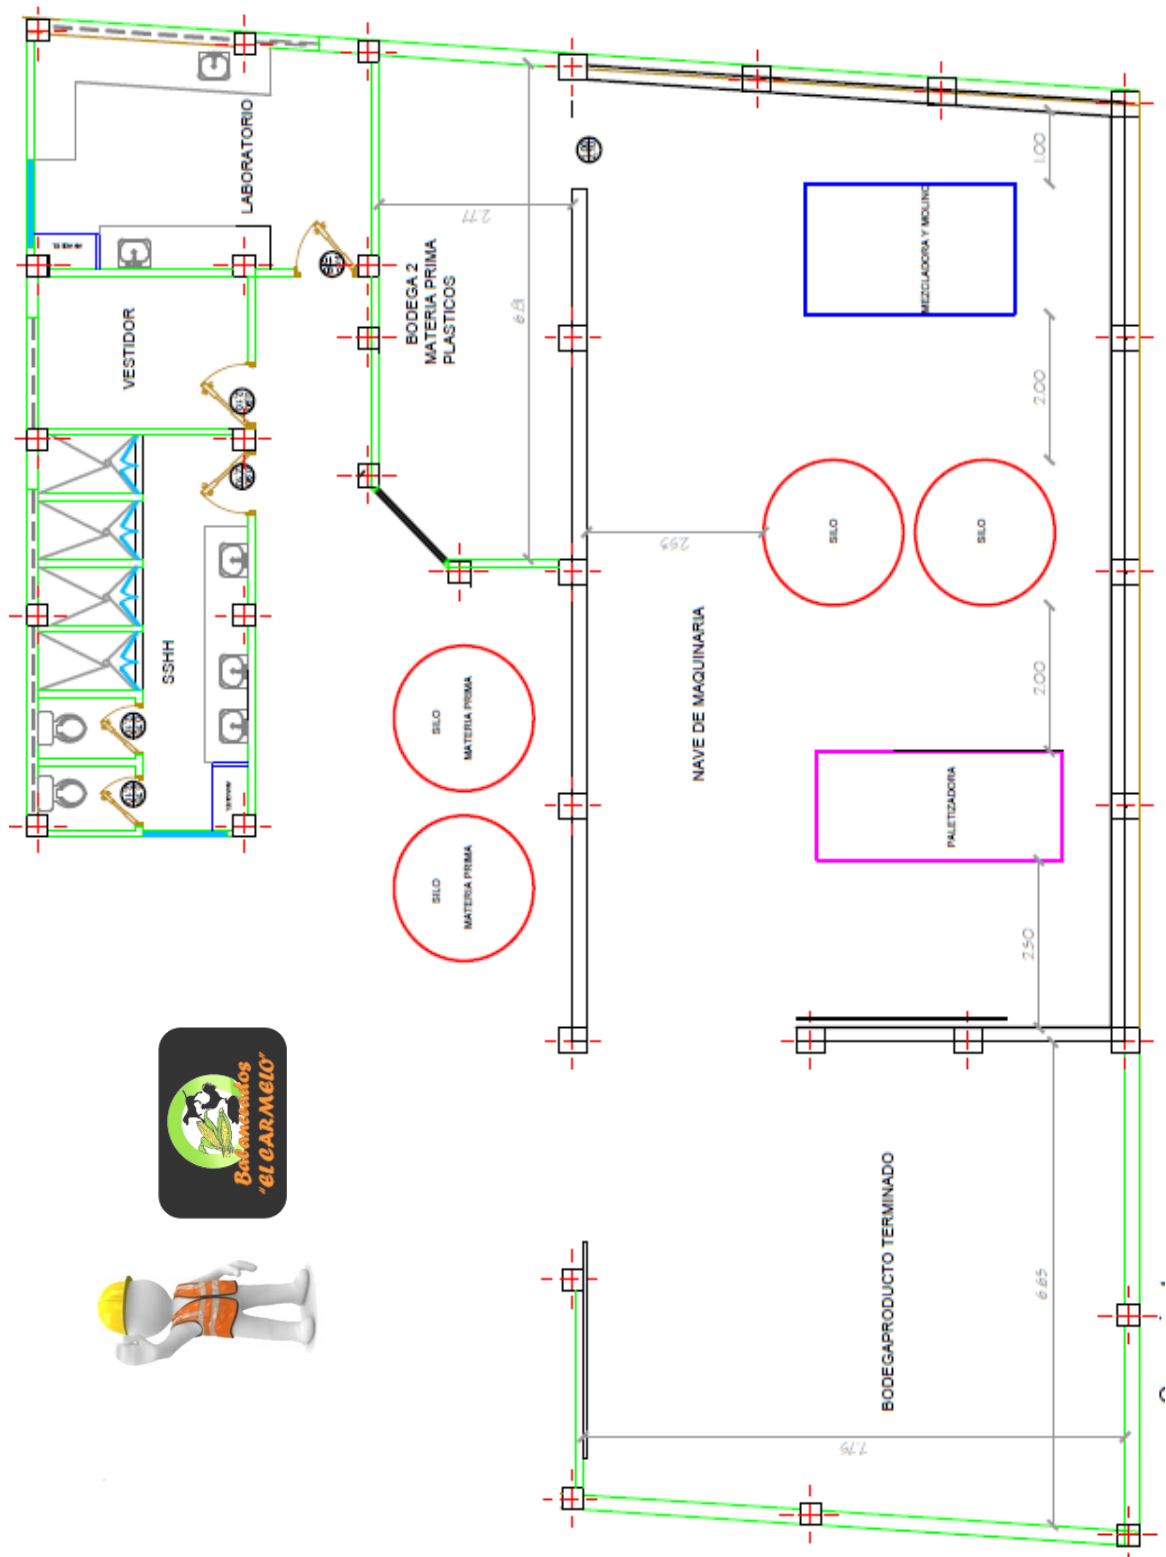 LABORATORIO
VESTIDOR
SSHH
BODEGA 2
MATERIA PRIMA
PLASTICOS
2.77
6.79
1.00
MEZCLADORA Y MOLINO
2.00
SILO
SILO
2.53
2.00
NAVE DE MAQUINARIA
SILO
MATERIA PRIMA
SILO
MATERIA PRIMA
PALETIZADORA
2.50
Balanceados
"EL CARMELO"
BODEGAPRODUCTO TERMINADO
6.65
7.75